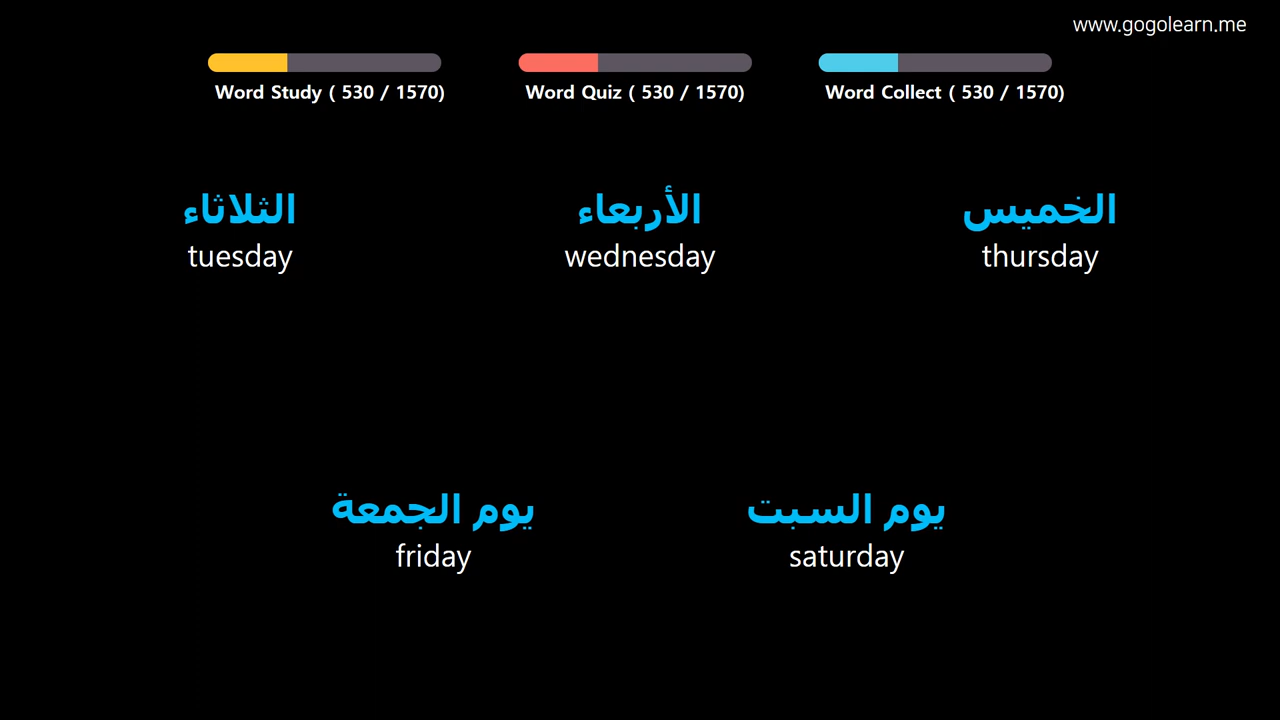 www.gogolearn.me
Word Study ( 530 / 1570)
Word Quiz ( 530 / 1570)
Word Collect ( 530 / 1570)
الثلاثاء
tuesday
الأربعاء
wednesday
الخميس
thursday
يوم الجمعة
friday
يوم السبت
saturday